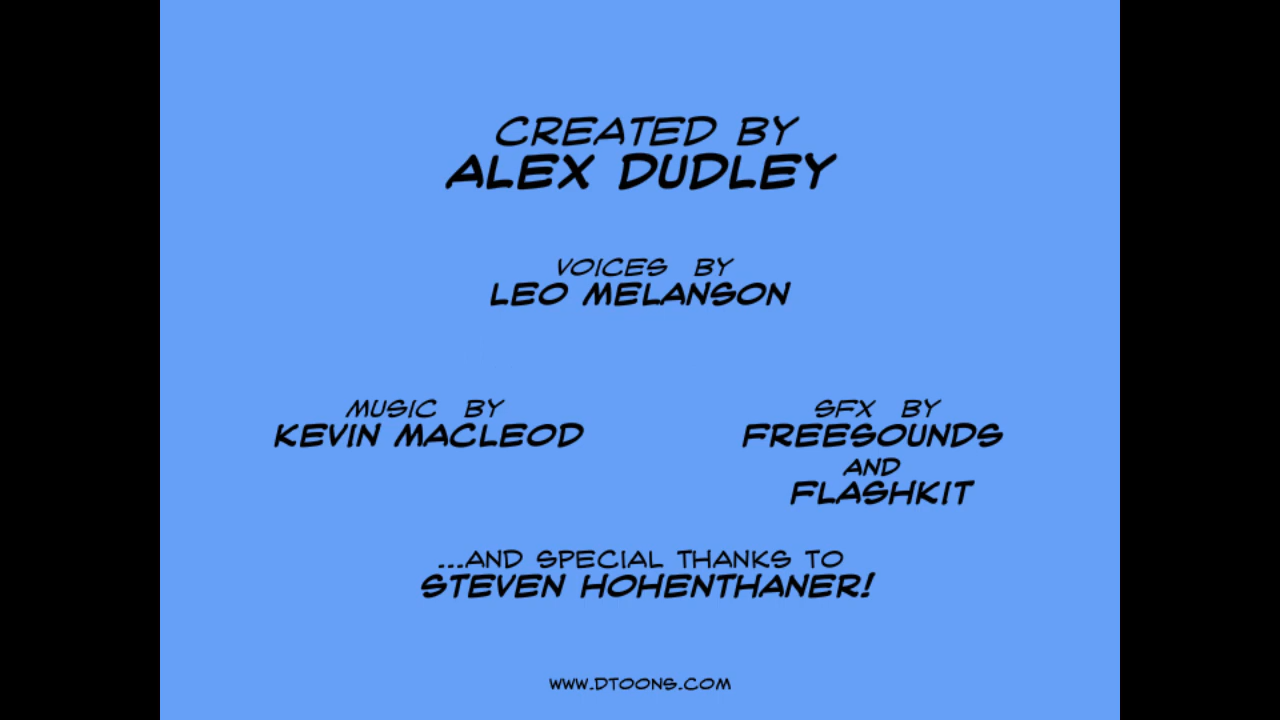 CREATED BY
ALEX DUDLEY
VOICES BY
LEO MELANSON
MUSIC BY
KEVIN MACLEOD
SFX BY
FREESOUNDS
AND
FLASHKIT
...AND SPECIAL THANKS TO
STEVEN HOHENTHANER!
WWW.DTOONS.COM